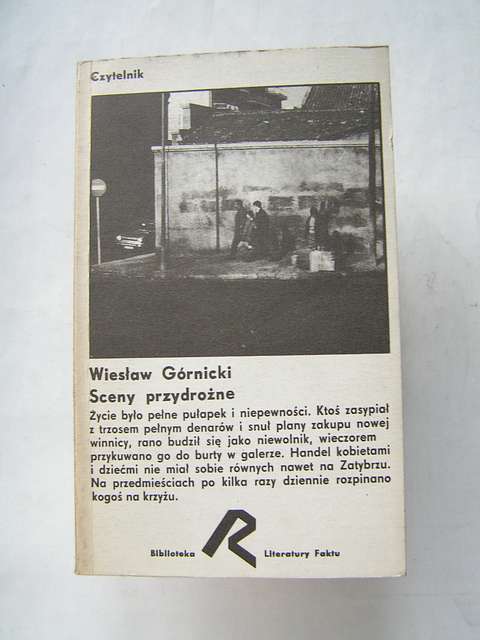 Czytelnik
Wiesław Górnicki
Sceny przydrożne
Życie było pełne pułapek i niepewności. Ktoś zasypiał
z trzosem pełnym denarów i snuł plany zakupu nowej
winnicy, rano budził się jako niewolnik, wieczorem
przykuwano go do burty w galerze. Handel kobietami
i dziećmi nie miał sobie równych nawet na Zatybrzu.
Na przedmieściach po kilka razy dziennie rozpinano
kogoś na krzyżu.
Biblioteka R Literatury Faktu